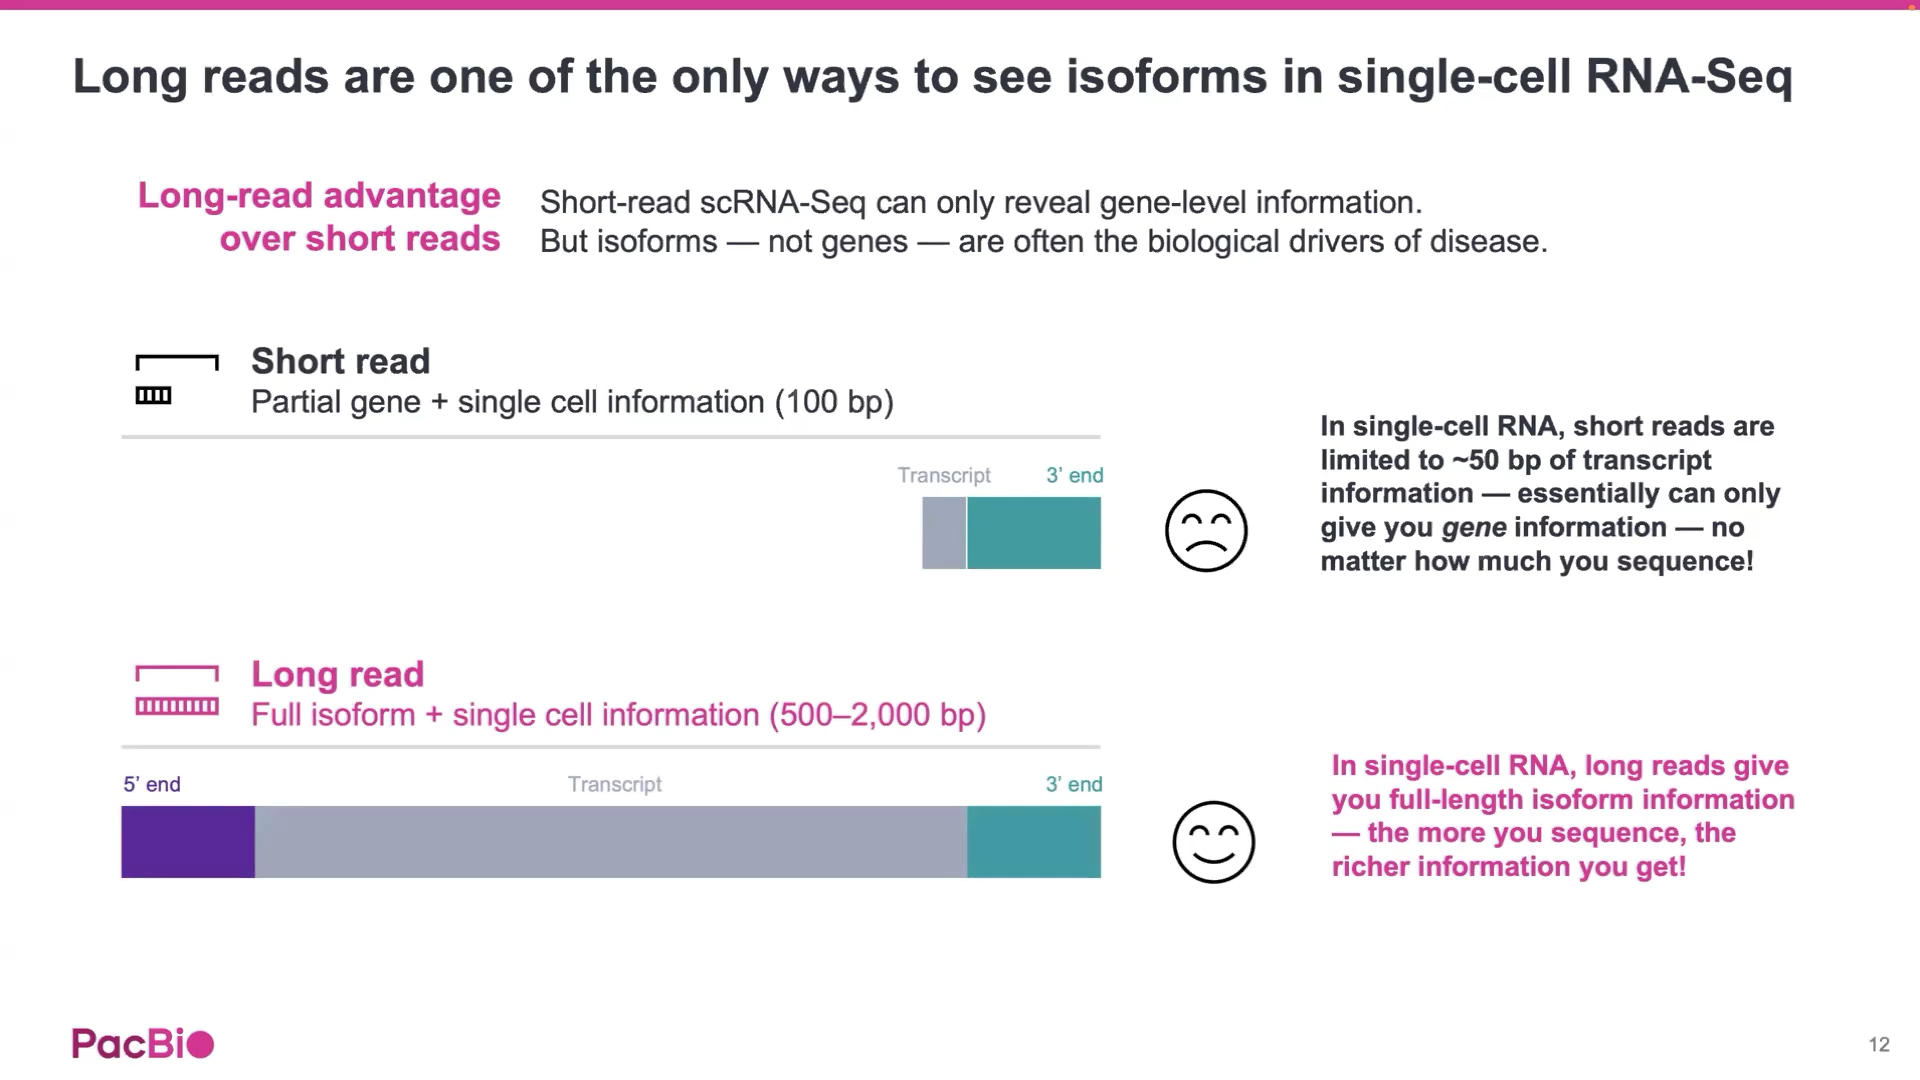 Long reads are one of the only ways to see isoforms in single-cell RNA-Seq
Long-read advantage
over short reads
Short-read scRNA-Seq can only reveal gene-level information.
But isoforms — not genes — are often the biological drivers of disease.
Short read
Partial gene + single cell information (100 bp)
Transcript
3’ end
In single-cell RNA, short reads are
limited to ~50 bp of transcript
information — essentially can only
give you gene information — no
matter how much you sequence!
Long read
Full isoform + single cell information (500–2,000 bp)
5’ end
Transcript
3’ end
In single-cell RNA, long reads give
you full-length isoform information
— the more you sequence, the
richer information you get!
PacBio
12